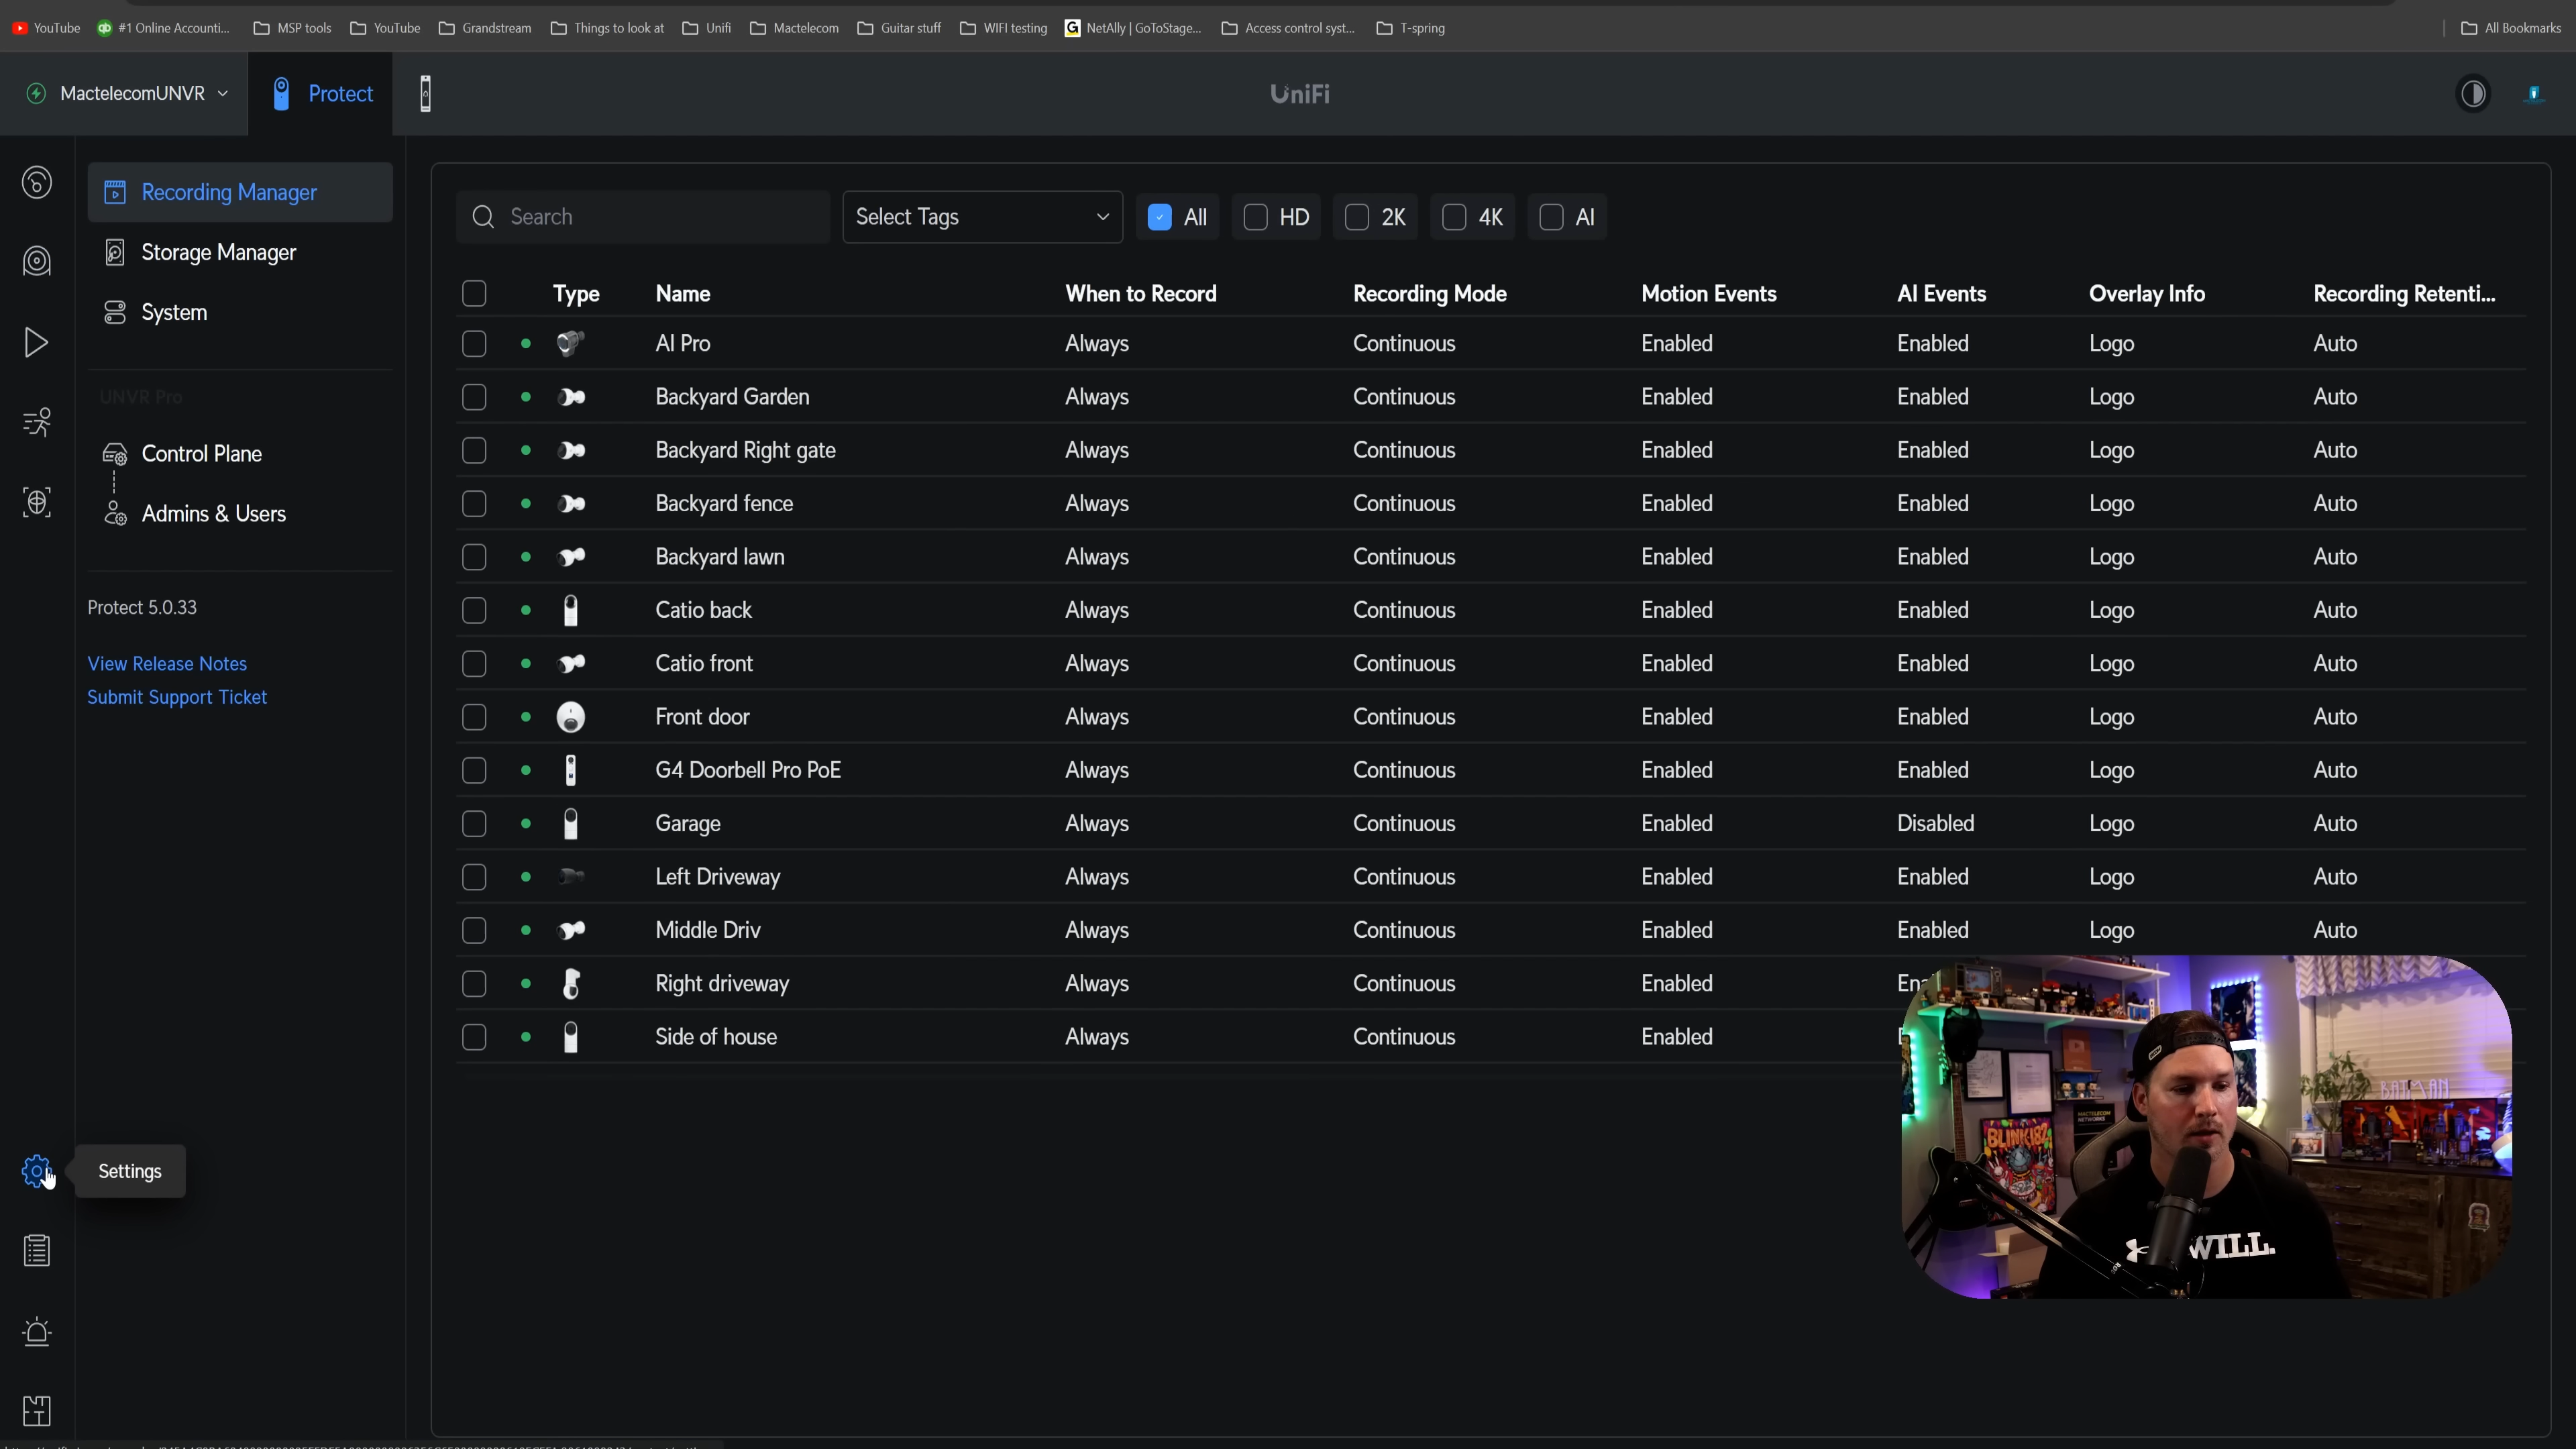 YouTube #1 Online Accounti... MSP tools YouTube Grandstream Things to look at Unifi Mactelecom Guitar stuff WIFI testing NetAlly | GoToStage... Access control syst... T-spring All Bookmarks
MactelecomUNVR Protect UniFi
Recording Manager
Storage Manager
System
UNVR Pro
Control Plane
Admins & Users
Protect 5.0.33
View Release Notes
Submit Support Ticket
Settings
Search Select Tags All HD 2K 4K AI
Type Name When to Record Recording Mode Motion Events AI Events Overlay Info Recording Retenti...
AI Pro Always Continuous Enabled Enabled Logo Auto
Backyard Garden Always Continuous Enabled Enabled Logo Auto
Backyard Right gate Always Continuous Enabled Enabled Logo Auto
Backyard fence Always Continuous Enabled Enabled Logo Auto
Backyard lawn Always Continuous Enabled Enabled Logo Auto
Catio back Always Continuous Enabled Enabled Logo Auto
Catio front Always Continuous Enabled Enabled Logo Auto
Front door Always Continuous Enabled Enabled Logo Auto
G4 Doorbell Pro PoE Always Continuous Enabled Enabled Logo Auto
Garage Always Continuous Enabled Disabled Logo Auto
Left Driveway Always Continuous Enabled Enabled Logo Auto
Middle Driv Always Continuous Enabled Enabled Logo Auto
Right driveway Always Continuous Enabled
Side of house Always Continuous Enabled
BATMAN
MACTELECOM
NETWORKS
BLINK182
WILL.